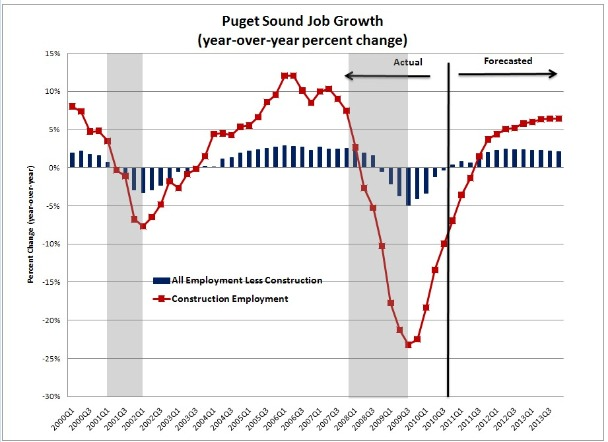 Puget Sound Job Growth
(year-over-year percent change)
Actual
Forecasted
15%
10%
5%
0%
-5%
-10%
-15%
-20%
-25%
-30%
Percent Change (year-over-year)
All Employment Less Construction
Construction Employment
2000Q1
2000Q3
2001Q1
2001Q3
2002Q1
2002Q3
2003Q1
2003Q3
2004Q1
2004Q3
2005Q1
2005Q3
2006Q1
2006Q3
2007Q1
2007Q3
2008Q1
2008Q3
2009Q1
2009Q3
2010Q1
2010Q3
2011Q1
2011Q3
2012Q1
2012Q3
2013Q1
2013Q3